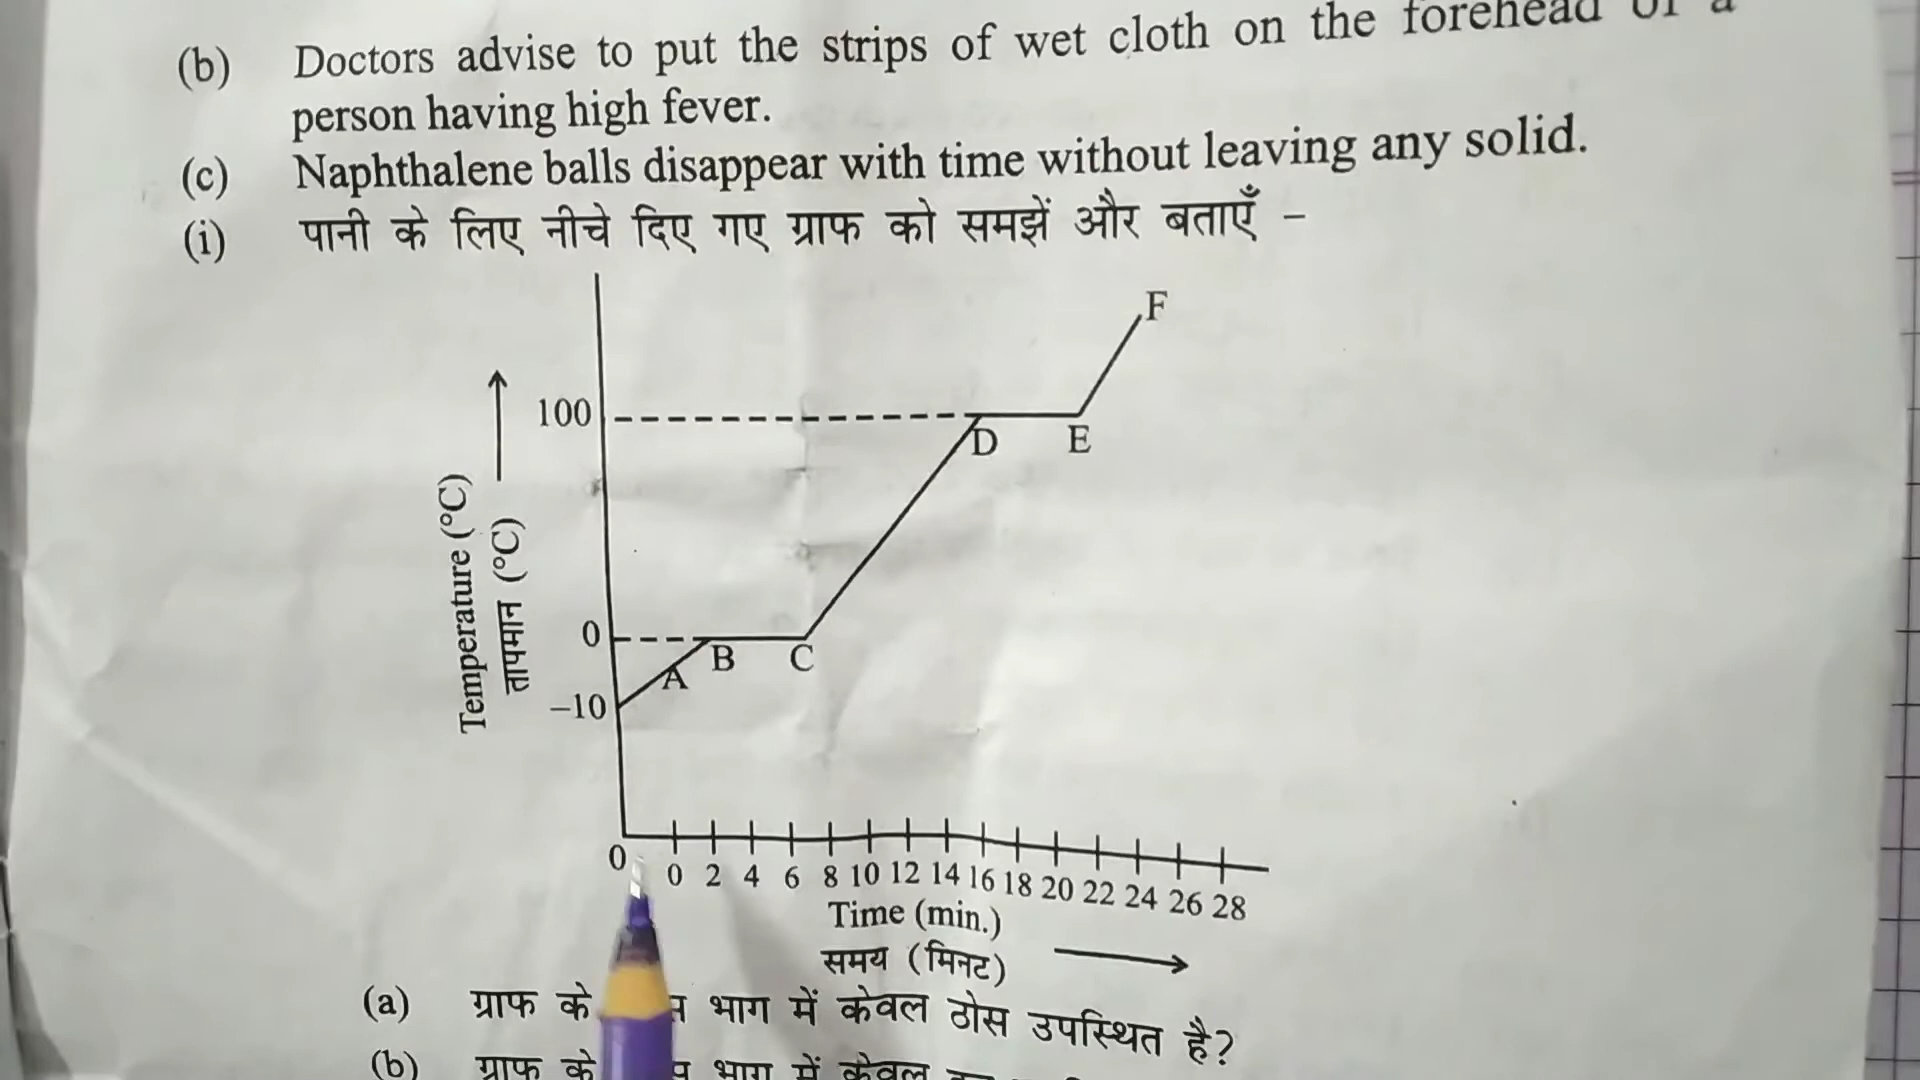 (b) Doctors advise to put the strips of wet cloth on the forehead of a
person having high fever.
(c) Naphthalene balls disappear with time without leaving any solid.
(i) पानी के लिए नीचे दिए गए ग्राफ को समझें और बताएँ –
F
100
D E
Temperature (°C)
तापमान (°C)
0
B C
A
–10
0 0 2 4 6 8 10 12 14 16 18 20 22 24 26 28
Time (min.)
समय (मिनट)
(a) ग्राफ के भाग में केवल ठोस उपस्थित है?
(b) ग्राफ के भाग में केवल